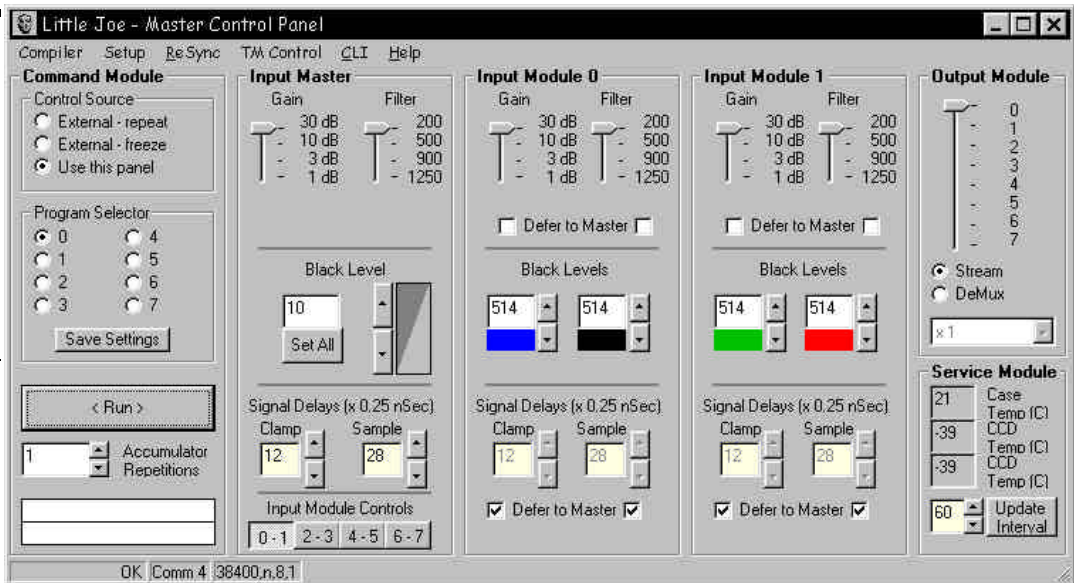 Little Joe - Master Control Panel
Compiler Setup ReSync TM Control CLI Help
Command Module
Control Source
External - repeat
External - freeze
Use this panel
Program Selector
0 4
1 5
2 6
3 7
Save Settings
< Run >
1 Accumulator
Repetitions
Input Master
Gain Filter
30 dB 200
10 dB 500
3 dB 900
1 dB 1250
Black Level
10
Set All
Signal Delays (x 0.25 nSec)
Clamp Sample
12 28
Input Module Controls
0 - 1 2 - 3 4 - 5 6 - 7
Input Module 0
Gain Filter
30 dB 200
10 dB 500
3 dB 900
1 dB 1250
Defer to Master
Black Levels
514 514
Signal Delays (x 0.25 nSec)
Clamp Sample
12 28
Defer to Master
Input Module 1
Gain Filter
30 dB 200
10 dB 500
3 dB 900
1 dB 1250
Defer to Master
Black Levels
514 514
Signal Delays (x 0.25 nSec)
Clamp Sample
12 28
Defer to Master
Output Module
0
1
2
3
4
5
6
7
Stream
DeMux
x 1
Service Module
21 Case
Temp (C)
-39 CCD
Temp (C)
-39 CCD
Temp (C)
60 Update
Interval
OK Comm 4 38400,n,8,1